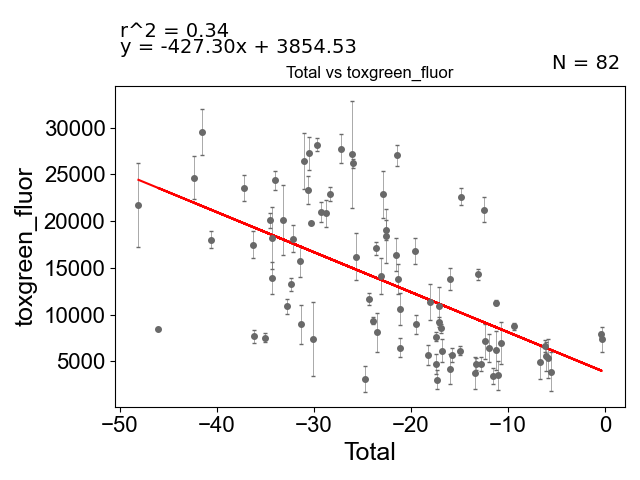 r^2 = 0.34
y = -427.30x + 3854.53
N = 82
Total vs toxgreen_fluor
30000
25000
20000
15000
10000
5000
toxgreen_fluor
−50 −40 −30 −20 −10 0
Total